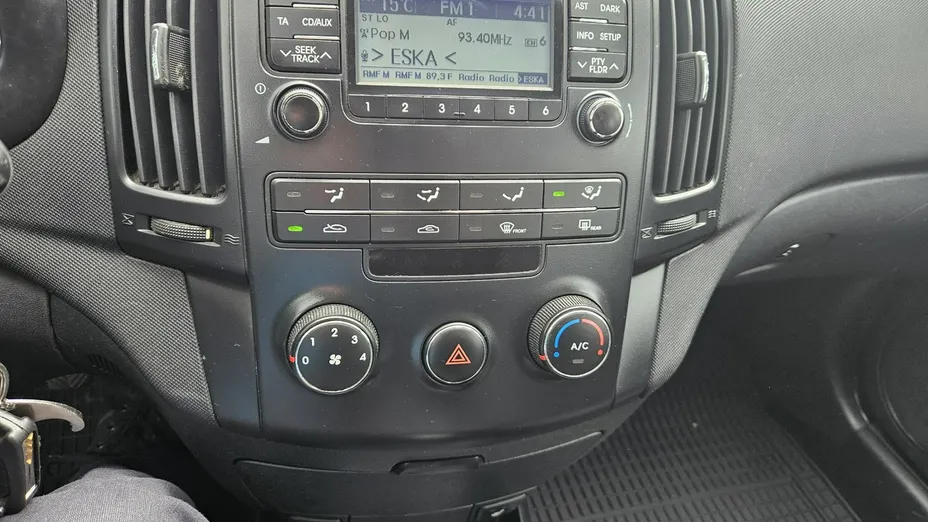 15°C FM1 4:41
ST LO AF
Pop M 93.40MHz CH 6
> ESKA <
RMF M RMF M 89,3 F Radio Radio ESKA
TA CD/AUX
SEEK
TRACK
AST DARK
INFO SETUP
PTY
FLDR
1 2 3 4 5 6
FRONT
REAR
0 1 2 3 4
A/C